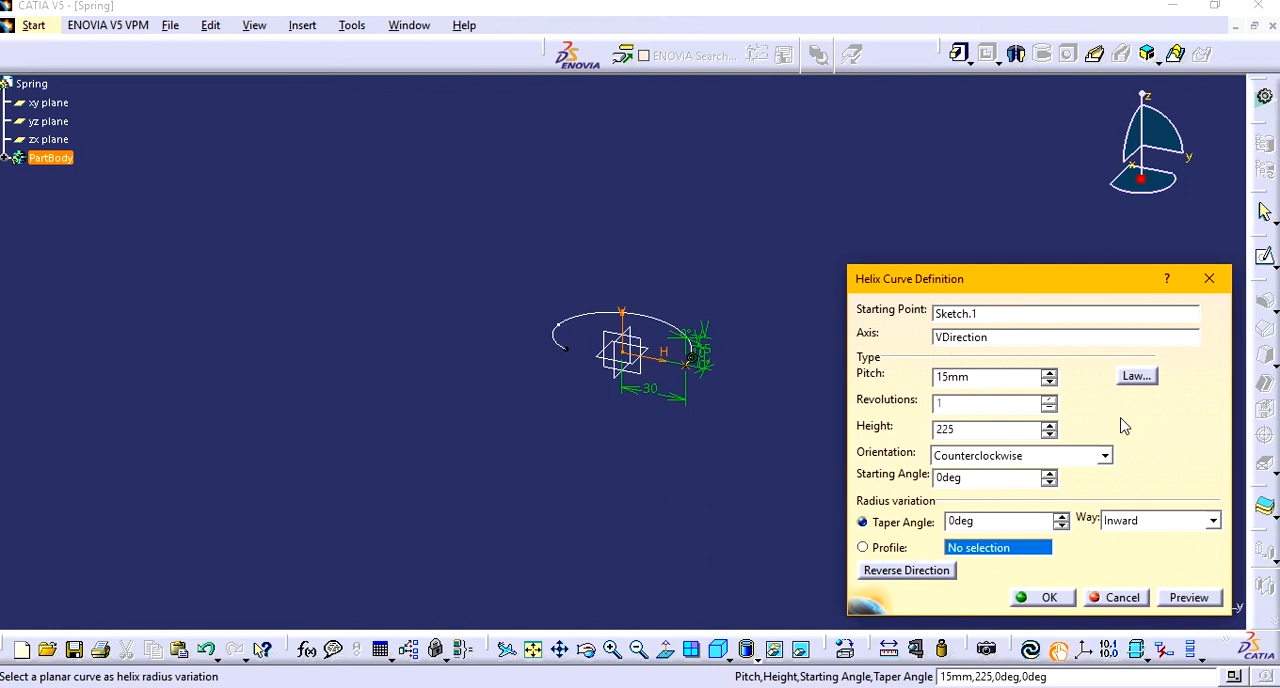 CATIA V5 - [Spring]
Start ENOVIA V5 VPM File Edit View Insert Tools Window Help
ENOVIA ENOVIA Search...
Spring
xy plane
yz plane
zx plane
PartBody
z
y
x
V
H
30
Helix Curve Definition ?
Starting Point: Sketch.1
Axis: VDirection
Type
Pitch: 15mm Law...
Revolutions: 1
Height: 225
Orientation: Counterclockwise
Starting Angle: 0deg
Radius variation
Taper Angle: 0deg Way: Inward
Profile: No selection
Reverse Direction
OK Cancel Preview
y
f(x) 10.1 CATIA
Select a planar curve as helix radius variation Pitch,Height,Starting Angle,Taper Angle 15mm,225,0deg,0deg